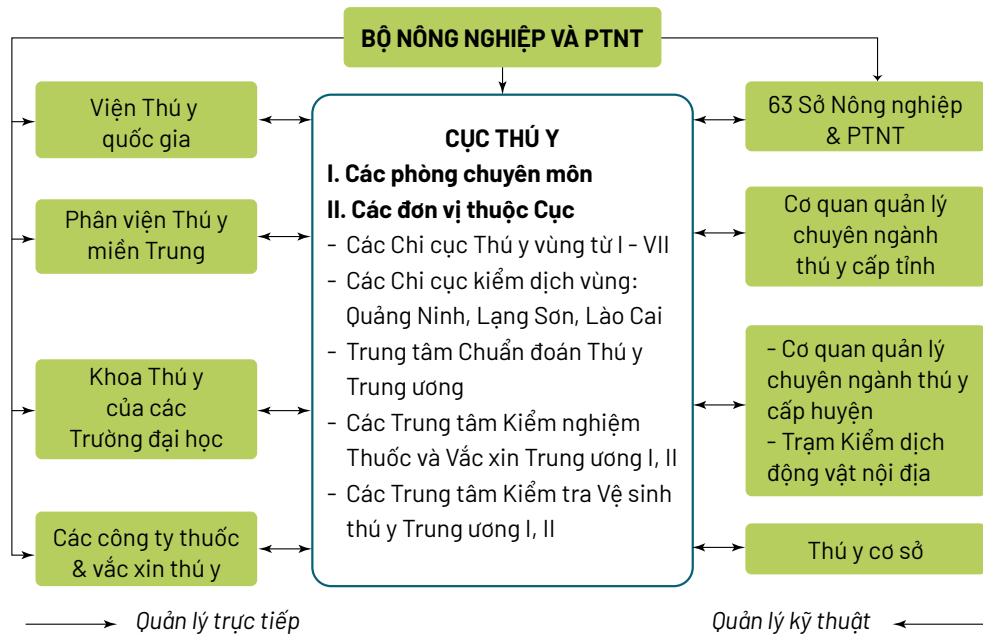 BỘ NÔNG NGHIỆP VÀ PTNT
Viện Thú y
quốc gia
Phân viện Thú y
miền Trung
Khoa Thú y
của các
Trường đại học
Các công ty thuốc
& vắc xin thú y
CỤC THÚ Y
I. Các phòng chuyên môn
II. Các đơn vị thuộc Cục
- Các Chi cục Thú y vùng từ I - VII
- Các Chi cục kiểm dịch vùng:
Quảng Ninh, Lạng Sơn, Lào Cai
- Trung tâm Chuẩn đoán Thú y
Trung ương
- Các Trung tâm Kiểm nghiệm
Thuốc và Vắc xin Trung ương I, II
- Các Trung tâm Kiểm tra Vệ sinh
thú y Trung ương I, II
63 Sở Nông nghiệp
& PTNT
Cơ quan quản lý
chuyên ngành
thú y cấp tỉnh
- Cơ quan quản lý
chuyên ngành thú y
cấp huyện
- Trạm Kiểm dịch
động vật nội địa
Thú y cơ sở
Quản lý trực tiếp
Quản lý kỹ thuật